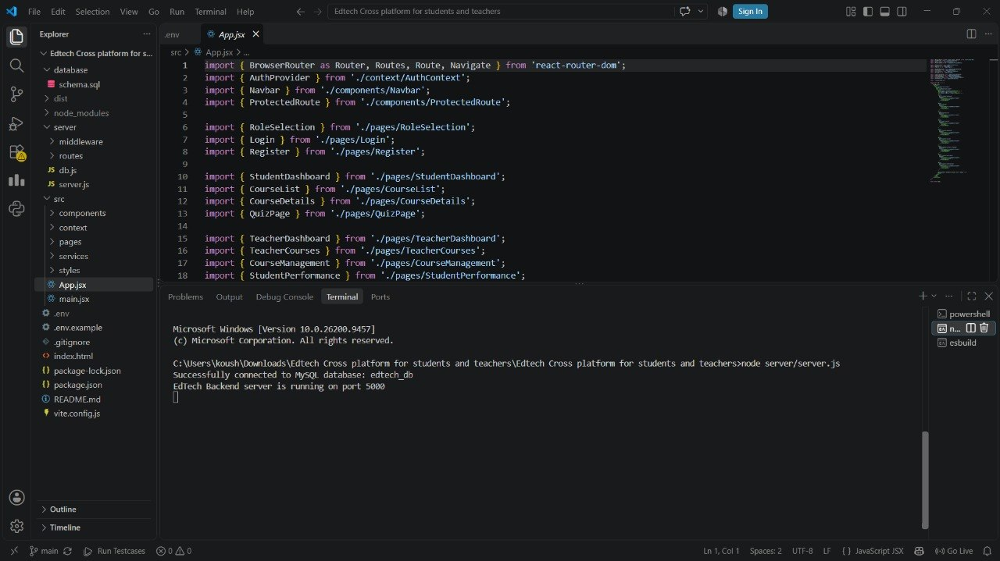 File Edit Selection View Go Run Terminal Help
Edtech Cross platform for students and teachers
Sign In
Explorer
Edtech Cross platform for s...
database
schema.sql
dist
node_modules
server
middleware
routes
JS db.js
JS server.js
src
components
context
pages
services
styles
App.jsx
main.jsx
.env
.env.example
.gitignore
index.html
package-lock.json
package.json
README.md
vite.config.js
Outline
Timeline
.env
App.jsx
src > App.jsx > ...
1 import { BrowserRouter as Router, Routes, Route, Navigate } from 'react-router-dom';
2 import { AuthProvider } from './context/AuthContext';
3 import { Navbar } from './components/Navbar';
4 import { ProtectedRoute } from './components/ProtectedRoute';
5
6 import { RoleSelection } from './pages/RoleSelection';
7 import { Login } from './pages/Login';
8 import { Register } from './pages/Register';
9
10 import { StudentDashboard } from './pages/StudentDashboard';
11 import { CourseList } from './pages/CourseList';
12 import { CourseDetails } from './pages/CourseDetails';
13 import { QuizPage } from './pages/QuizPage';
14
15 import { TeacherDashboard } from './pages/TeacherDashboard';
16 import { TeacherCourses } from './pages/TeacherCourses';
17 import { CourseManagement } from './pages/CourseManagement';
18 import { StudentPerformance } from './pages/StudentPerformance';
Problems Output Debug Console Terminal Ports
Microsoft Windows [Version 10.0.26200.9457]
(c) Microsoft Corporation. All rights reserved.
C:\Users\koush\Downloads\Edtech Cross platform for students and teachers\Edtech Cross platform for students and teachers>node server/server.js
Successfully connected to MySQL database: edtech_db
EdTech Backend server is running on port 5000
powershell
n...
esbuild
main
Run Testcases
0 0
Ln 1, Col 1 Spaces: 2 UTF-8 LF { } JavaScript JSX Go Live